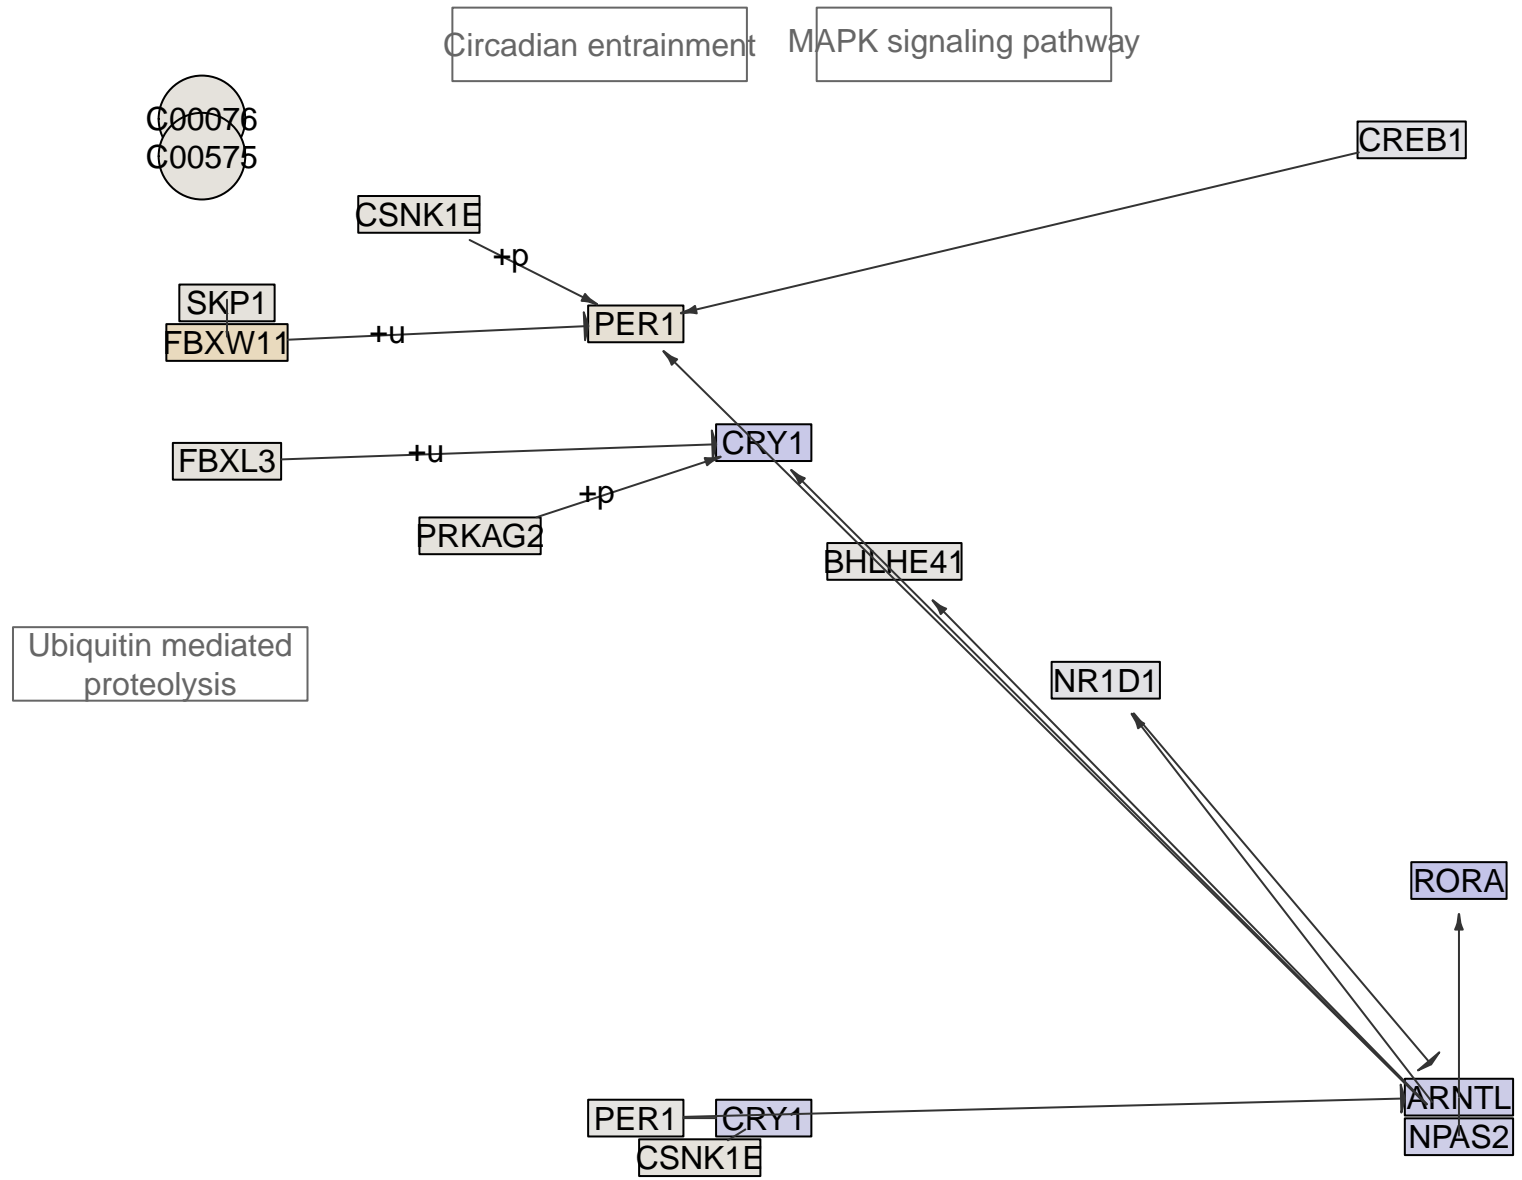 Circadian entrainment
MAPK signaling pathway
C00076
C00575
CREB1
CSNK1E
+p
SKP1
FBXW11
+u
PER1
FBXL3
+u
CRY1
+p
PRKAG2
BHLHE41
Ubiquitin mediated
proteolysis
NR1D1
RORA
ARNTL
NPAS2
PER1
CRY1
CSNK1E